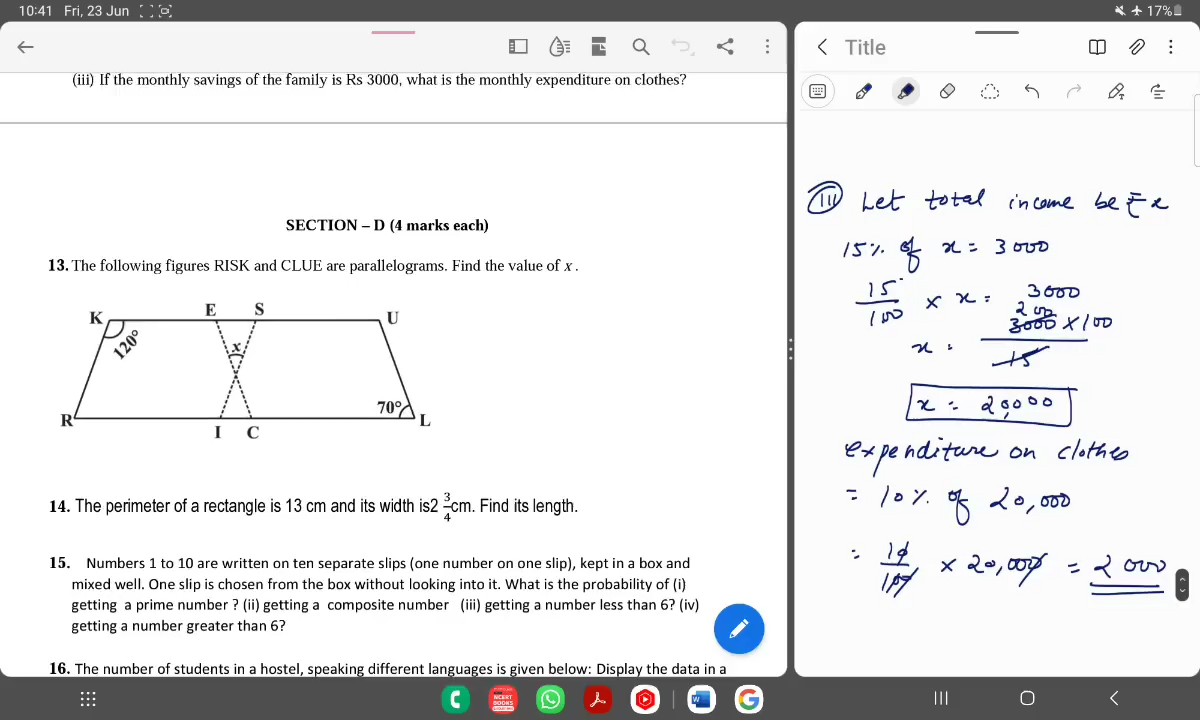 10:41 Fri, 23 Jun
17%
(iii) If the monthly savings of the family is Rs 3000, what is the monthly expenditure on clothes?
SECTION – D (4 marks each)
13. The following figures RISK and CLUE are parallelograms. Find the value of x .
K E S U
120° x
70°
R I C L
14. The perimeter of a rectangle is 13 cm and its width is2 3/4 cm. Find its length.
15. Numbers 1 to 10 are written on ten separate slips (one number on one slip), kept in a box and
mixed well. One slip is chosen from the box without looking into it. What is the probability of (i)
getting a prime number ? (ii) getting a composite number (iii) getting a number less than 6? (iv)
getting a number greater than 6?
16. The number of students in a hostel, speaking different languages is given below: Display the data in a
Title
(iii) Let total income be ₹ x
15% of x = 3000
15/100 × x = 3000
200
x = 3000 × 100 / 15
x = 20,000
expenditure on clothes
= 10% of 20,000
= 10/100 × 20,000 = 2000
NCERT BOOKS
W
G